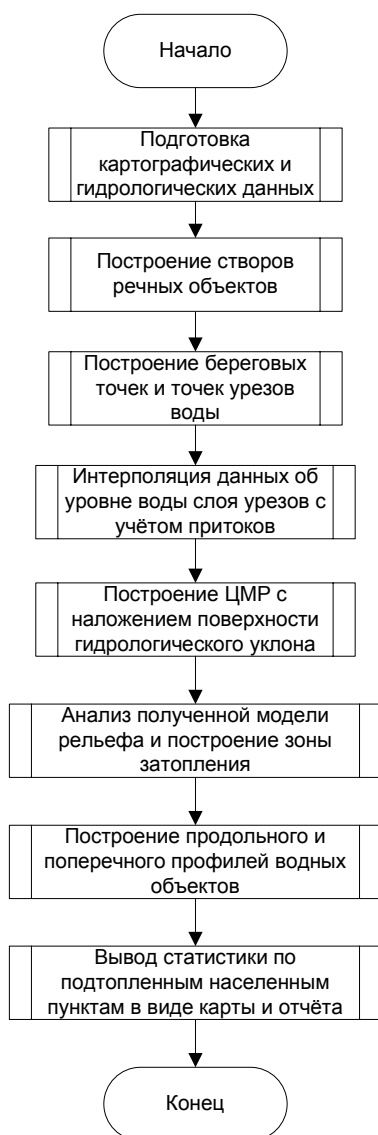 Начало
Подготовка
картографических и
гидрологических данных
Построение створов
речных объектов
Построение береговых
точек и точек урезов
воды
Интерполяция данных об
уровне воды слоя урезов с
учётом притоков
Построение ЦМР с
наложением поверхности
гидрологического уклона
Анализ полученной модели
рельефа и построение зоны
затопления
Построение продольного и
поперечного профилей водных
объектов
Вывод статистики по
подтопленным населенным
пунктам в виде карты и отчёта
Конец